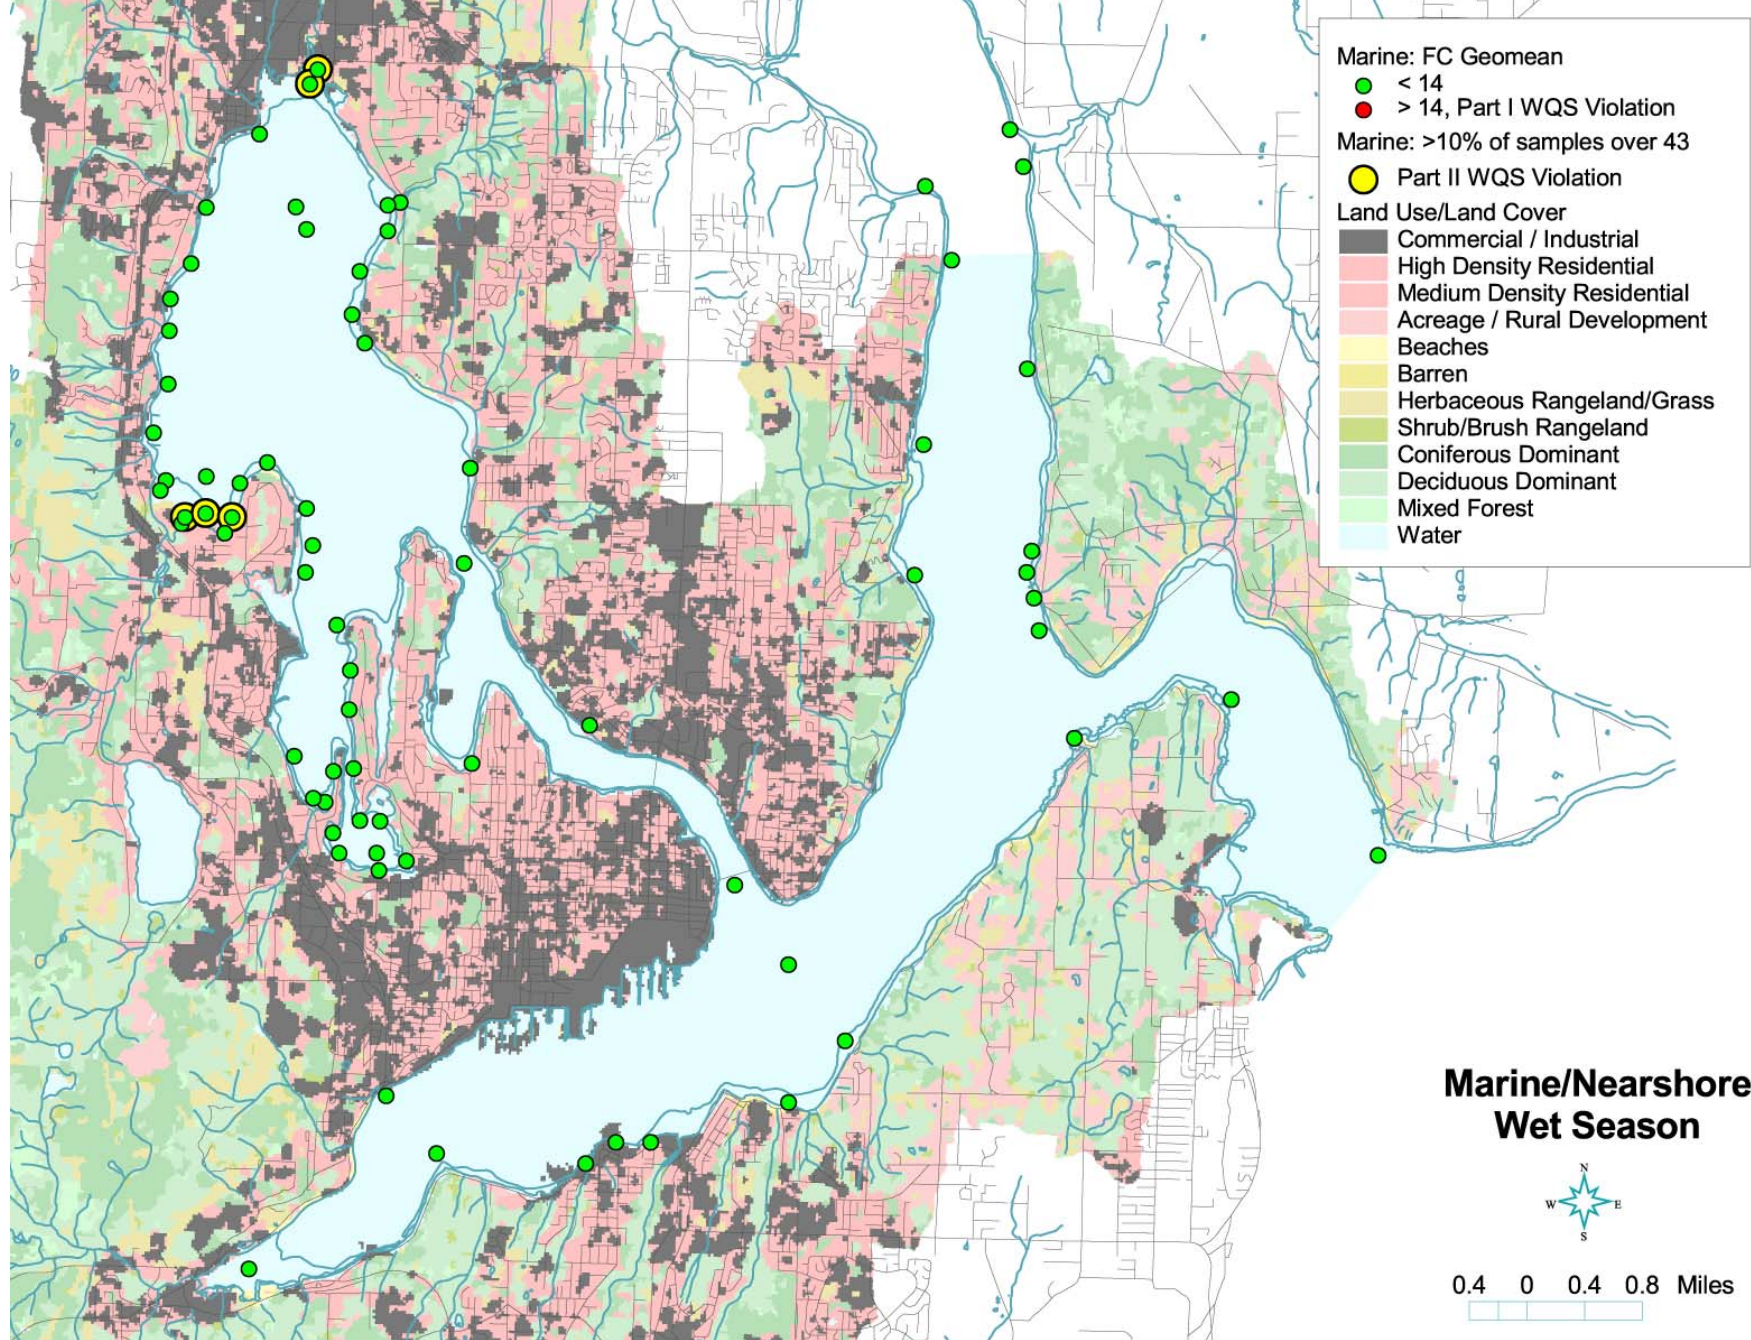 Marine: FC Geomean
< 14
> 14, Part I WQS Violation
Marine: >10% of samples over 43
Part II WQS Violation
Land Use/Land Cover
Commercial / Industrial
High Density Residential
Medium Density Residential
Acreage / Rural Development
Beaches
Barren
Herbaceous Rangeland/Grass
Shrub/Brush Rangeland
Coniferous Dominant
Deciduous Dominant
Mixed Forest
Water
Marine/Nearshore
Wet Season
N
W E
S
0.4 0 0.4 0.8 Miles